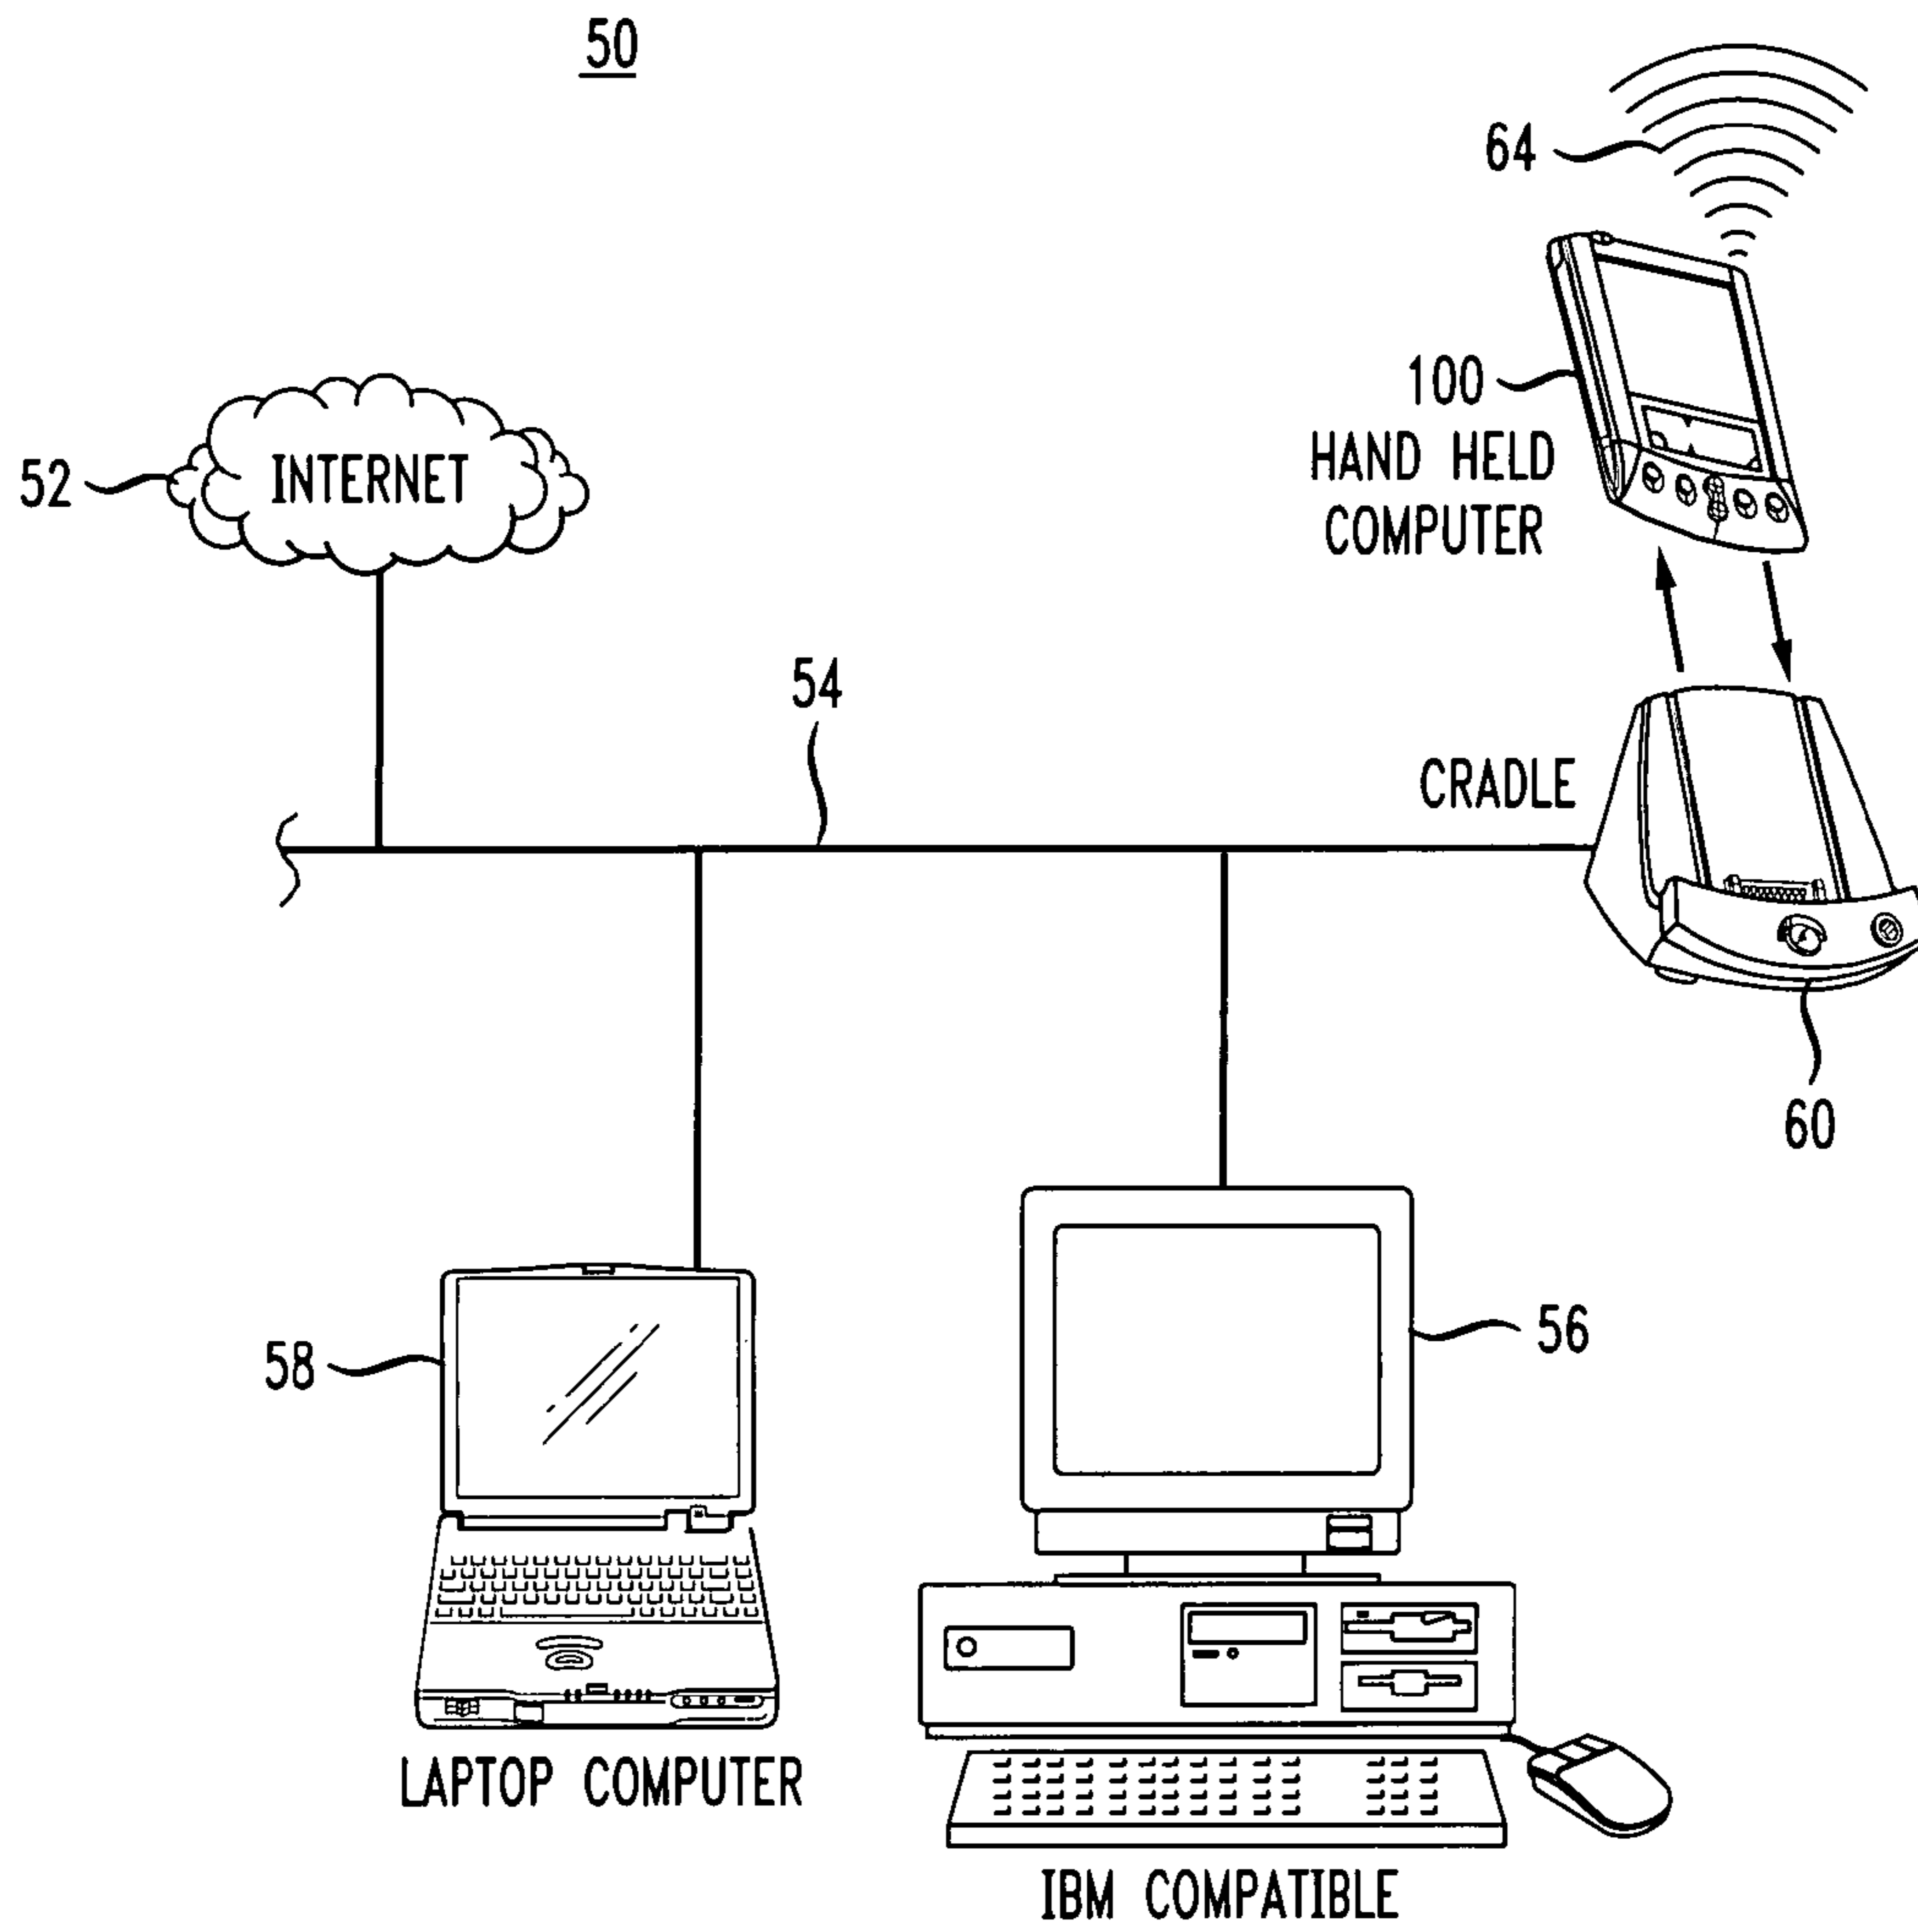 50
64
100
HAND HELD
COMPUTER
52
INTERNET
54
CRADLE
60
58
56
LAPTOP COMPUTER
IBM COMPATIBLE